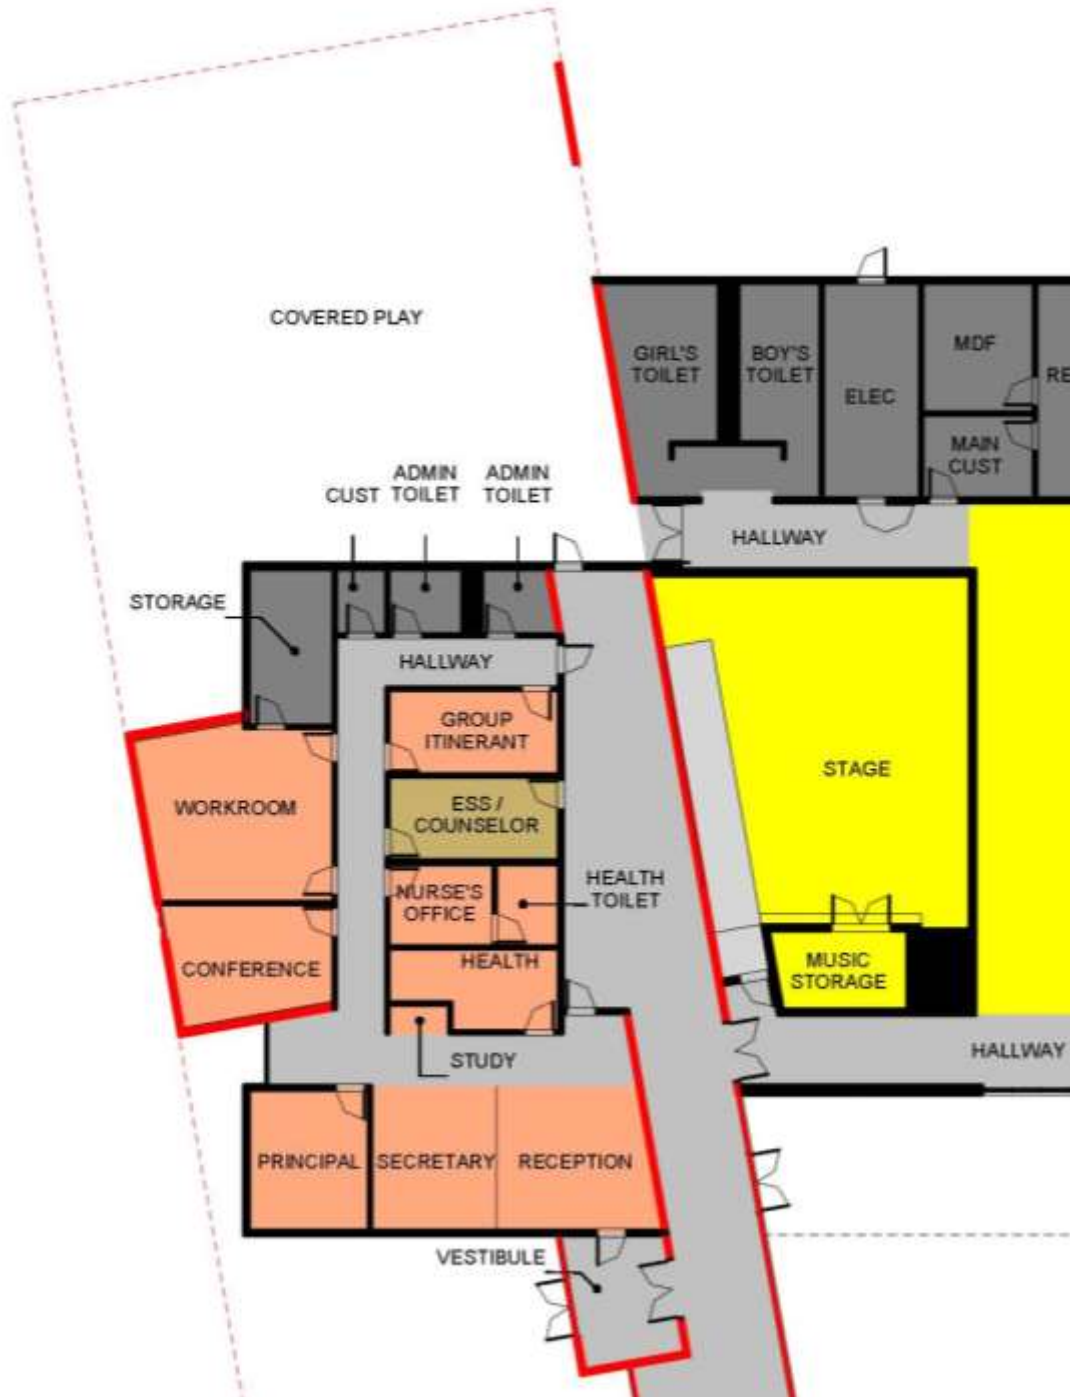 COVERED PLAY
GIRL'S
TOILET
BOY'S
TOILET
ELEC
MDF
RE
MAIN
CUST
CUST
ADMIN
TOILET
ADMIN
TOILET
HALLWAY
STORAGE
HALLWAY
GROUP
ITINERANT
STAGE
WORKROOM
ESS /
COUNSELOR
NURSE'S
OFFICE
HEALTH
TOILET
CONFERENCE
HEALTH
MUSIC
STORAGE
STUDY
HALLWAY
PRINCIPAL
SECRETARY
RECEPTION
VESTIBULE